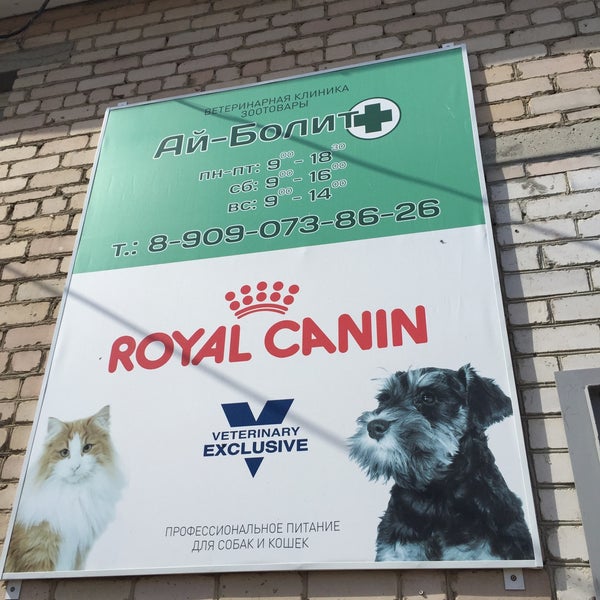 ВЕТЕРИНАРНАЯ КЛИНИКА
ЗООТОВАРЫ
Ай-Болит
пн-пт: 9⁰⁰ - 18³⁰
сб: 9⁰⁰ - 16⁰⁰
вс: 9⁰⁰ - 14⁰⁰
т.: 8-909-073-86-26
ROYAL CANIN
V
VETERINARY
EXCLUSIVE
ПРОФЕССИОНАЛЬНОЕ ПИТАНИЕ
ДЛЯ СОБАК И КОШЕК